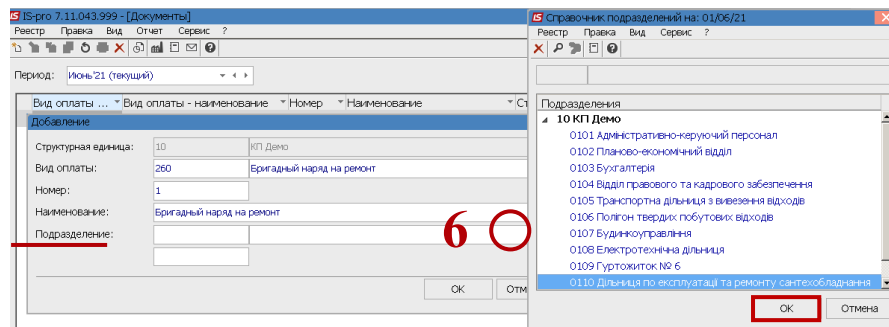 IS-pro 7.11.043.999 - [Документы]
Реестр Правка Вид Отчет Сервис ?
Период: Июнь'21 (текущий)
Вид оплаты ... Вид оплаты - наименование Номер Наименование
Добавление
Структурная единица: 10 КП Демо
Вид оплаты: 260 Бригадный наряд на ремонт
Номер: 1
Наименование: Бригадный наряд на ремонт
Подразделение:
6
OK
Справочник подразделений на: 01/06/21
Реестр Правка Вид Сервис ?
Подразделения
10 КП Демо
0101 Адміністративно-керуючий персонал
0102 Планово-економічний відділ
0103 Бухгалтерія
0104 Відділ правового та кадрового забезпечення
0105 Транспортна дільниця з вивезення відходів
0106 Полігон твердих побутових відходів
0107 Будинкоуправління
0108 Електротехнічна дільниця
0109 Гуртожиток № 6
0110 Дільниця по експлуатації та ремонту сантехобладнання
OK Отмена